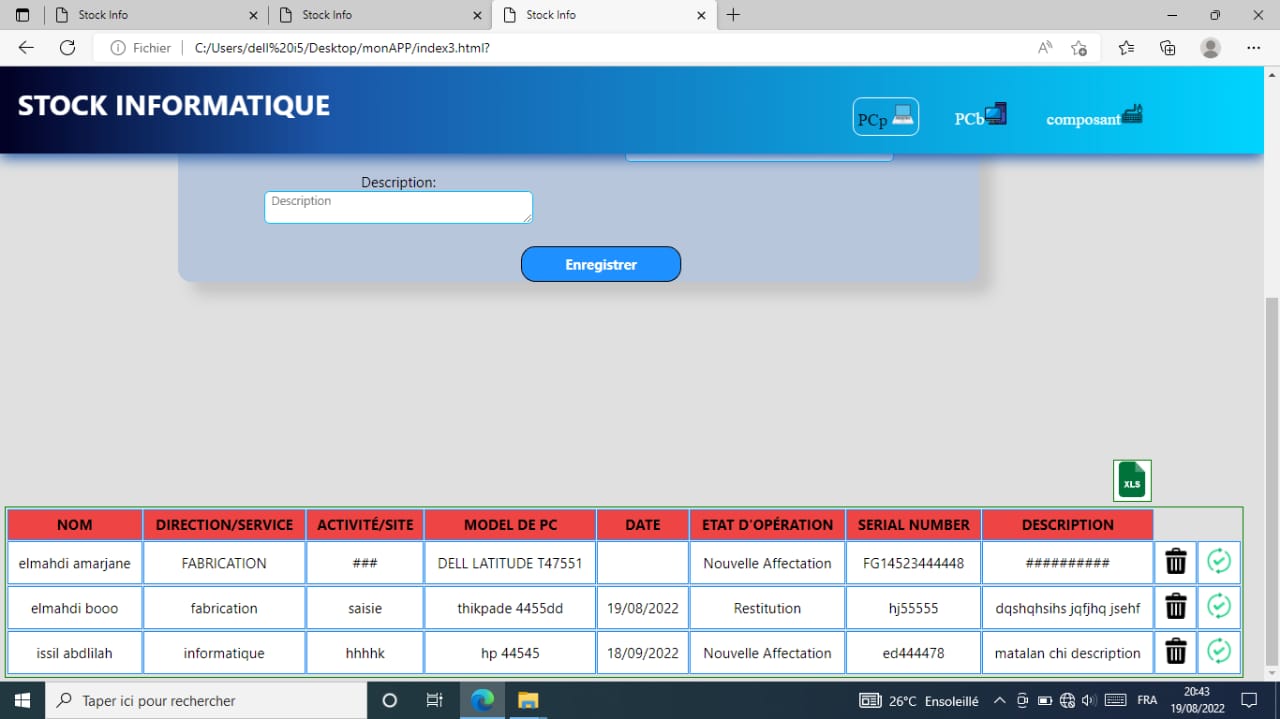 Stock Info
Stock Info
Stock Info
Fichier C:/Users/dell%20i5/Desktop/monAPP/index3.html?
STOCK INFORMATIQUE
PCp
PCb
composant
Description:
Description
Enregistrer
XLS
NOM DIRECTION/SERVICE ACTIVITÉ/SITE MODEL DE PC DATE ETAT D'OPÉRATION SERIAL NUMBER DESCRIPTION
elmahdi amarjane FABRICATION ### DELL LATITUDE T47551 Nouvelle Affectation FG14523444448 ##########
elmahdi booo fabrication saisie thikpade 4455dd 19/08/2022 Restitution hj55555 dqshqhsihs jqfjhq jsehf
issil abdlilah informatique hhhhk hp 44545 18/09/2022 Nouvelle Affectation ed444478 matalan chi description
Taper ici pour rechercher
26°C Ensoleillé
FRA
20:43
19/08/2022